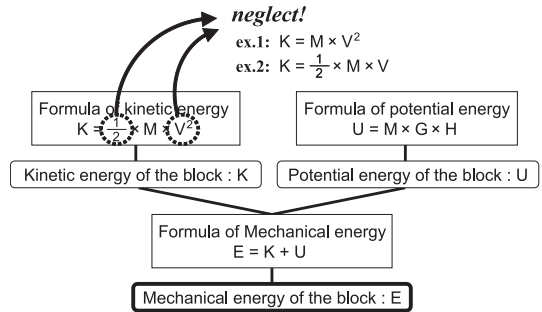 neglect!
ex.1: K = M × V²
ex.2: K = 1/2 × M × V
Formula of kinetic energy
K = 1/2 × M × V²
Formula of potential energy
U = M × G × H
Kinetic energy of the block : K
Potential energy of the block : U
Formula of Mechanical energy
E = K + U
Mechanical energy of the block : E